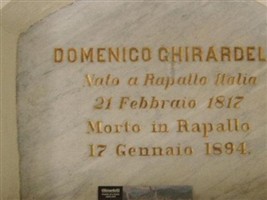 DOMENICO GHIRARDEL
Nato a Rapallo Italia
21 Febbraio 1817
Morto in Rapallo
17 Gennaio 1894.